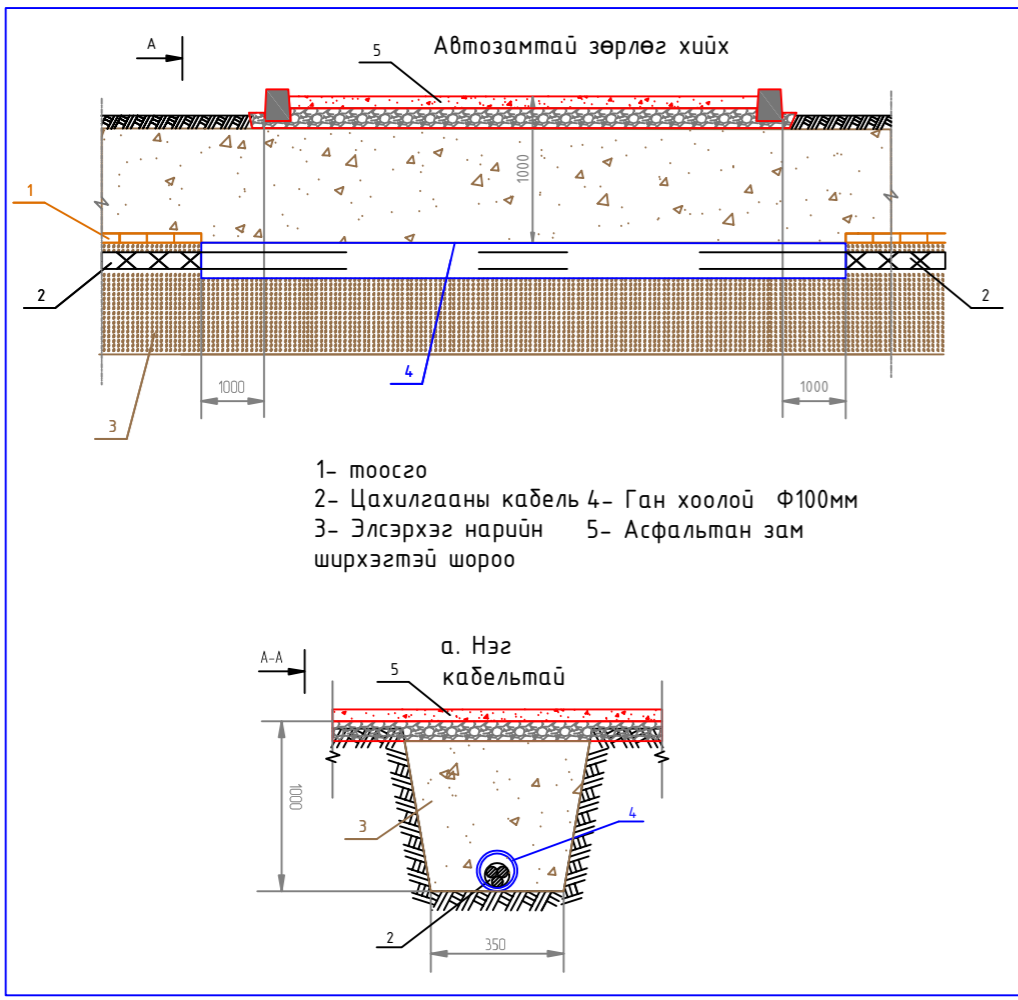 Автозамтай зөрлөг хийх
А
5
1000
1
2
2
4
1000
1000
3
1- тоосго
2- Цахилгааны кабель 4- Ган хоолой Ф100мм
3- Элсэрхэг нарийн 5- Асфальтан зам
ширхэгтэй шороо
а. Нэг
кабельтай
А-А
5
1000
3
4
2
350